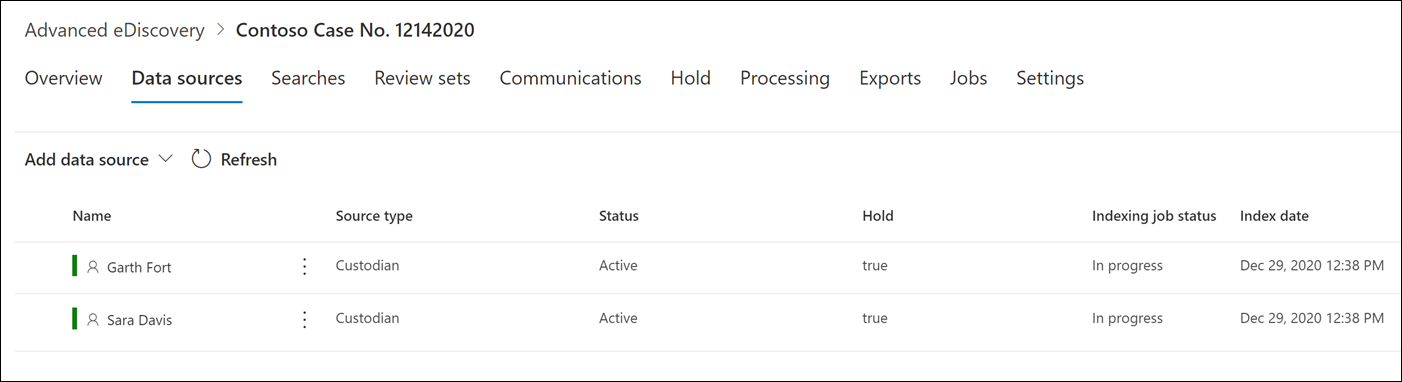 Advanced eDiscovery > Contoso Case No. 12142020
Overview Data sources Searches Review sets Communications Hold Processing Exports Jobs Settings
Add data source Refresh
Name Source type Status Hold Indexing job status Index date
Garth Fort Custodian Active true In progress Dec 29, 2020 12:38 PM
Sara Davis Custodian Active true In progress Dec 29, 2020 12:38 PM